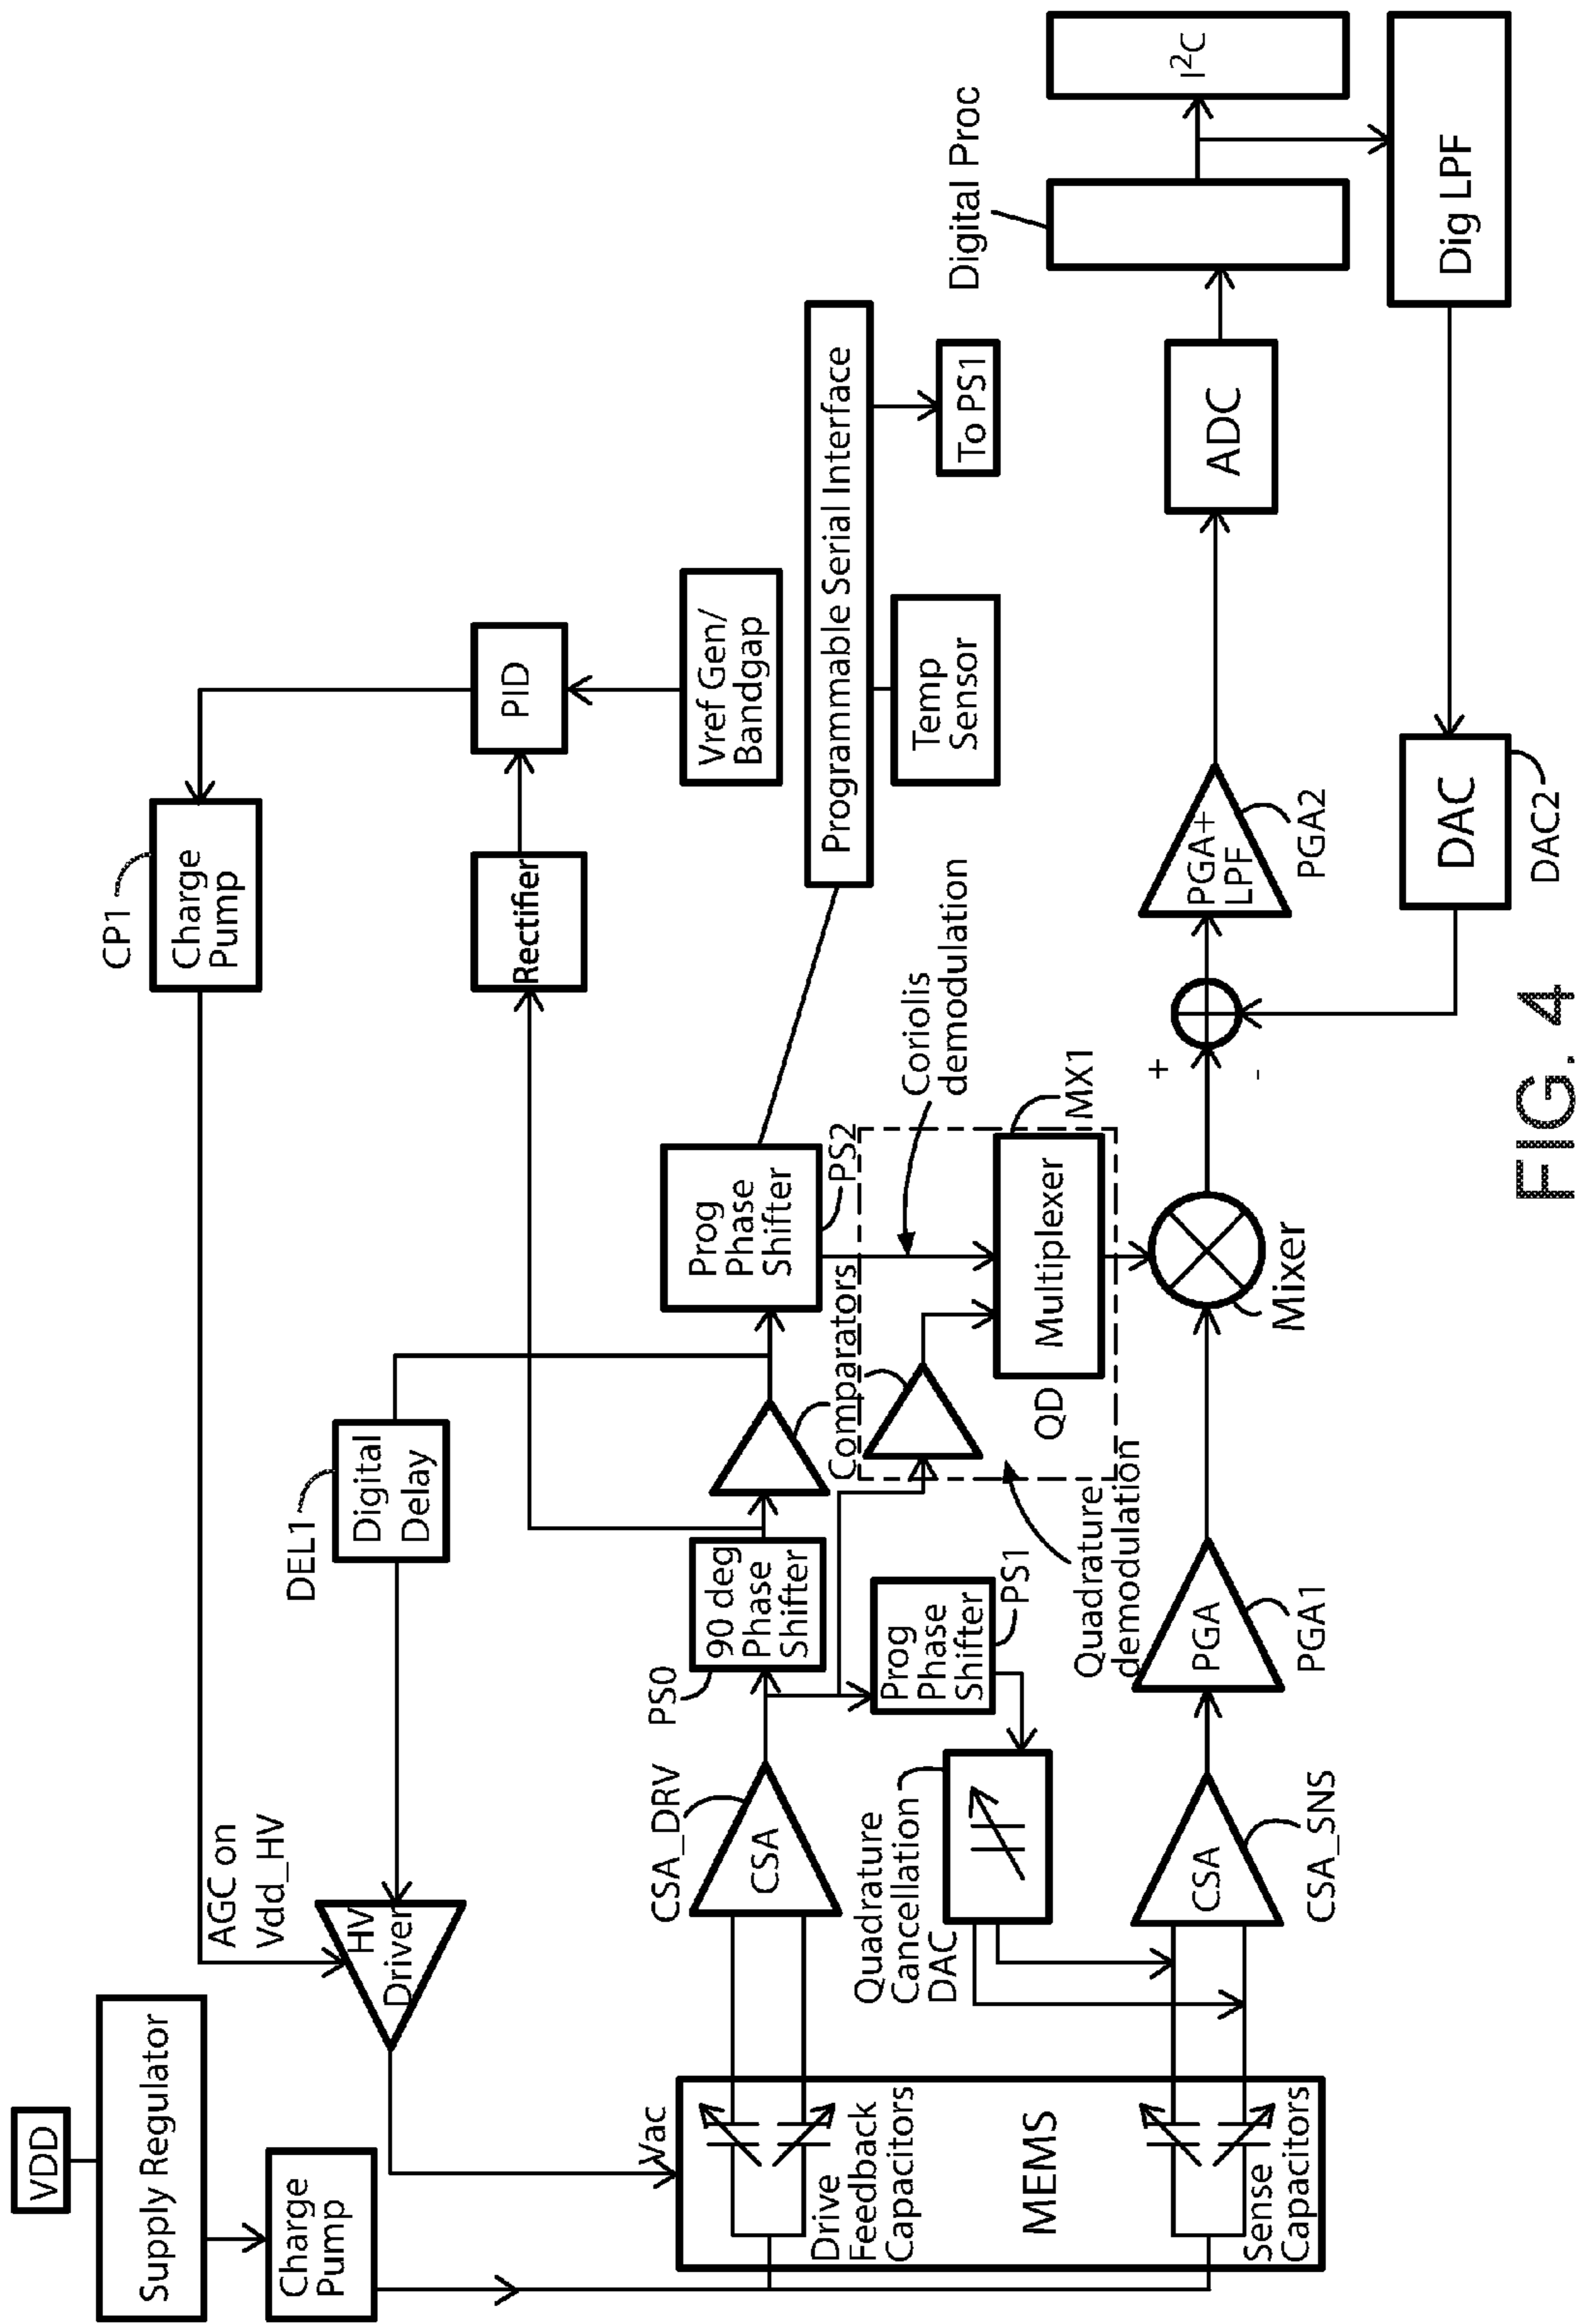 VDD
Supply Regulator
Charge
Pump
AGC on
Vdd_HV
HV
Driver
Vac
DEL1
Digital
Delay
CP1
Charge
Pump
Rectifier
PID
Vref Gen/
Bandgap
Drive
Feedback
Capacitors
MEMS
Sense
Capacitors
CSA_DRV
CSA
PS0
90 deg
Phase
Shifter
Comparators
Prog
Phase
Shifter
PS2
Programmable Serial Interface
Temp
Sensor
To PS1
Quadrature
Cancellation
DAC
Prog
Phase
Shifter
PS1
Quadrature
demodulation
QD
Multiplexer
MX1
Coriolis
demodulation
CSA
CSA_SNS
PGA
PGA1
Mixer
+
-
PGA+
LPF
PGA2
ADC
Digital Proc
I²C
Dig LPF
DAC
DAC2
FIG. 4